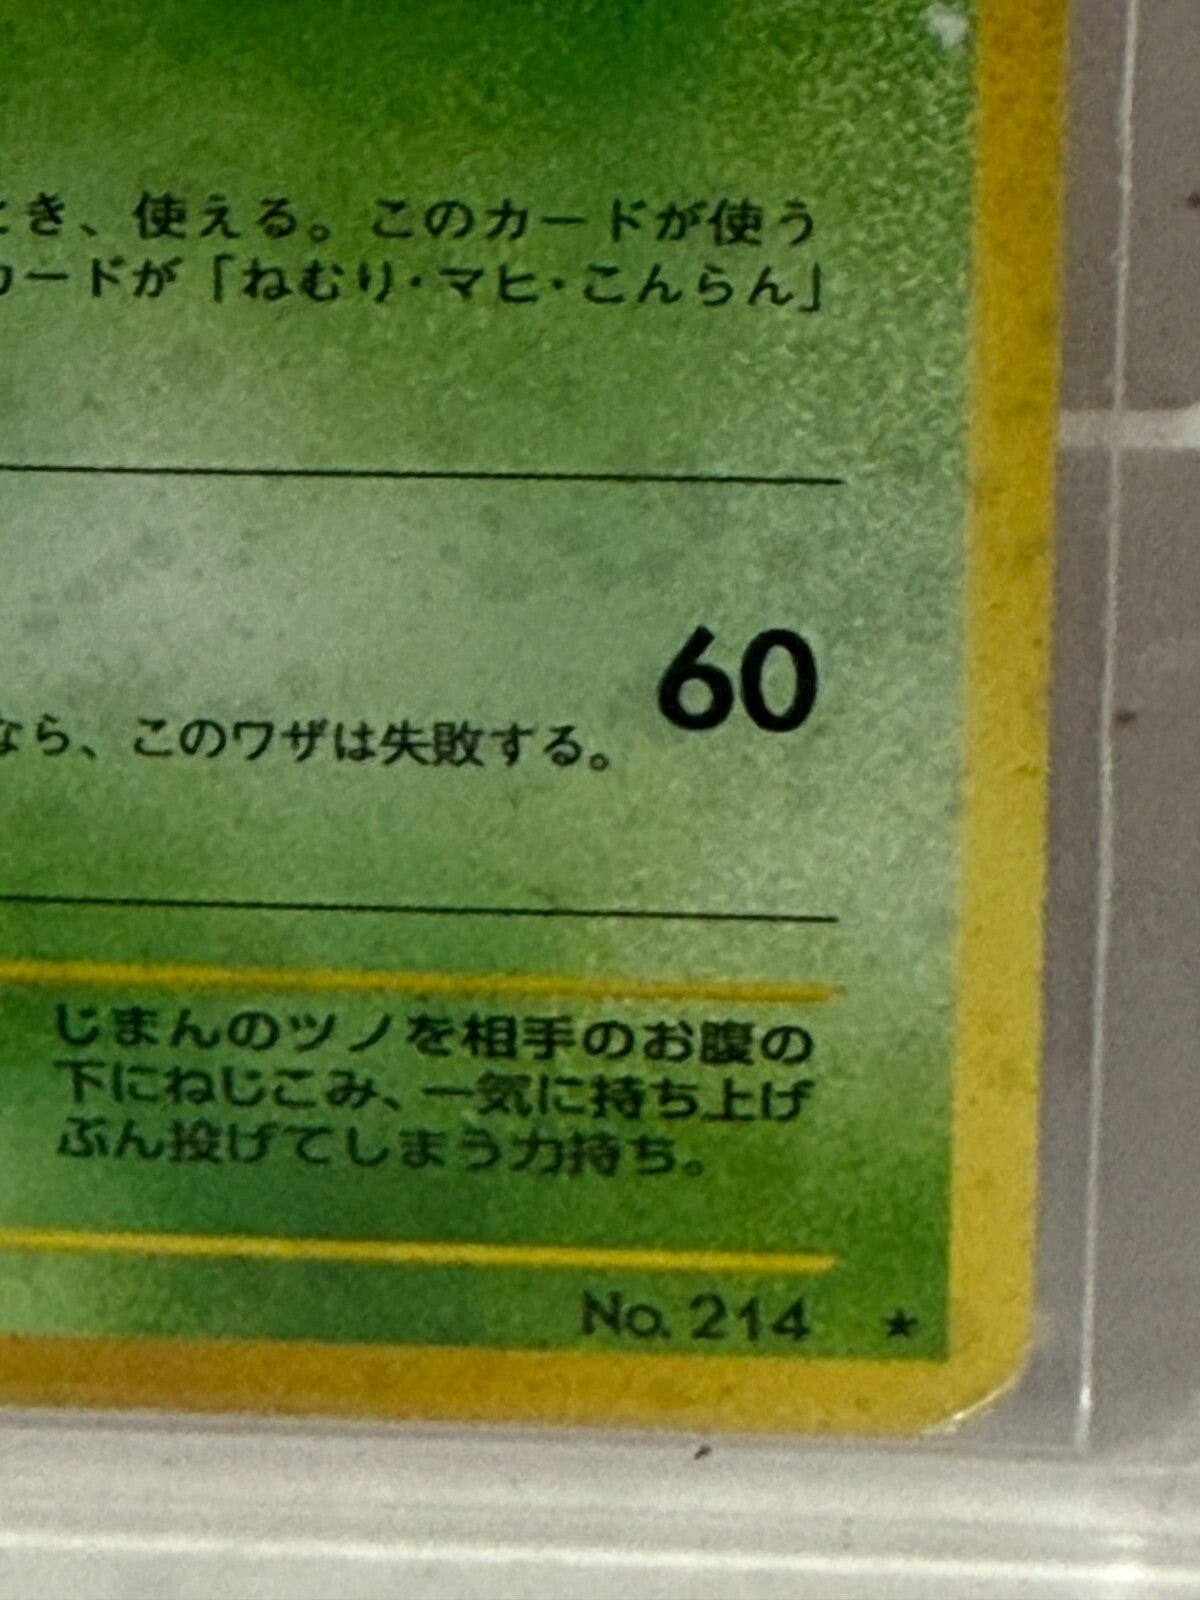 とき、使える。このカードが使う
カードが「ねむり・マヒ・こんらん」
60
なら、このワザは失敗する。
じまんのツノを相手のお腹の
下にねじこみ、一気に持ち上げ
ぶん投げてしまう力持ち。
No. 214 ★